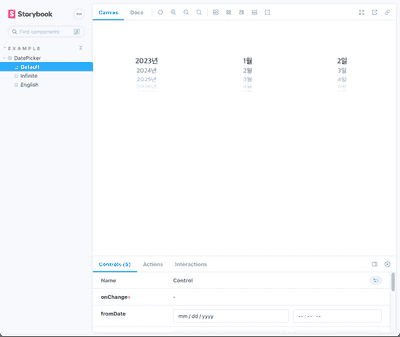 Storybook
Canvas Docs
Find components
EXAMPLE
DatePicker
Default
Infinite
English
2023년 1월 2일
2024년 2월 3일
2025년 3월 4일
Controls (5) Actions Interactions
Name Control
onChange* -
fromDate mm/dd/yyyy --:-- --